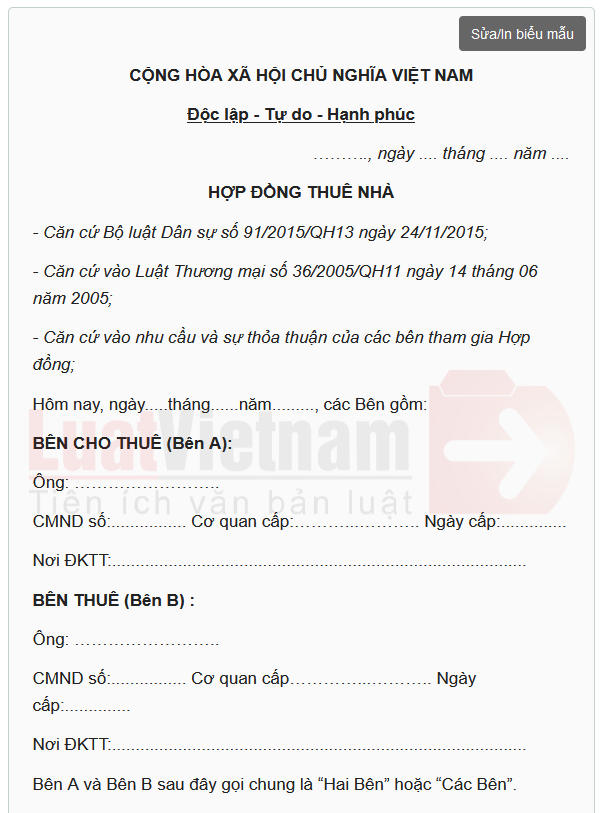 Sửa/In biểu mẫu
CỘNG HÒA XÃ HỘI CHỦ NGHĨA VIỆT NAM
Độc lập - Tự do - Hạnh phúc
………., ngày .... tháng .... năm ....
HỢP ĐỒNG THUÊ NHÀ
- Căn cứ Bộ luật Dân sự số 91/2015/QH13 ngày 24/11/2015;
- Căn cứ vào Luật Thương mại số 36/2005/QH11 ngày 14 tháng 06
năm 2005;
- Căn cứ vào nhu cầu và sự thỏa thuận của các bên tham gia Hợp
đồng;
Hôm nay, ngày.....tháng......năm........., các Bên gồm:
LuatVietnam
BÊN CHO THUÊ (Bên A):
Ông: ……………………..
Tiện ích văn bản luật
CMND số:................ Cơ quan cấp:………...……….. Ngày cấp:..............
Nơi ĐKTT:........................................................................................
BÊN THUÊ (Bên B) :
Ông: ……………………..
CMND số:................ Cơ quan cấp…………..……….. Ngày
cấp:..............
Nơi ĐKTT:........................................................................................
Bên A và Bên B sau đây gọi chung là “Hai Bên” hoặc “Các Bên”.